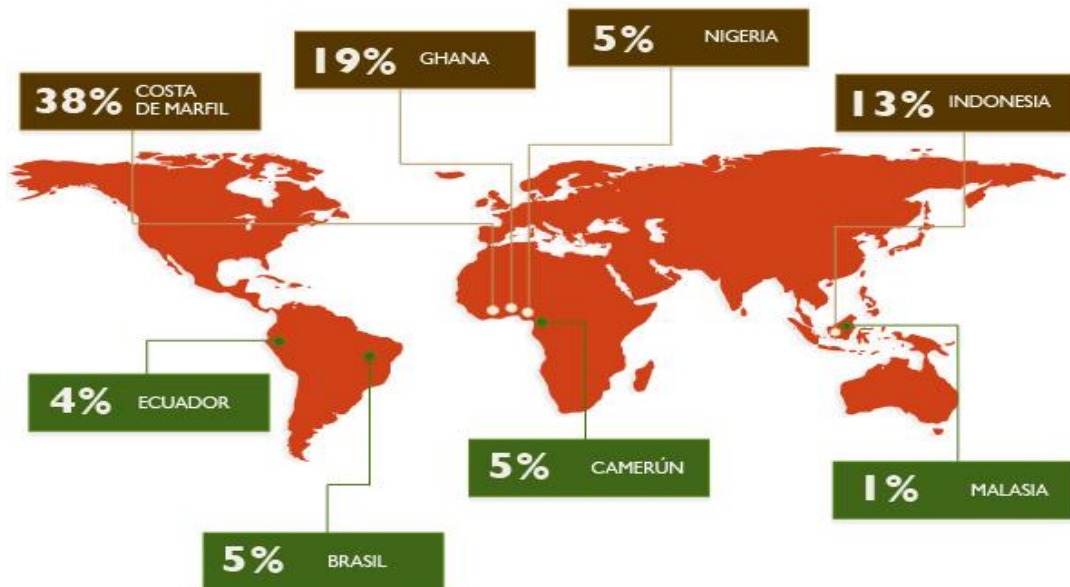 5% NIGERIA
19% GHANA
38% COSTA
DE MARFIL
13% INDONESIA
4% ECUADOR
5% CAMERÚN
1% MALASIA
5% BRASIL